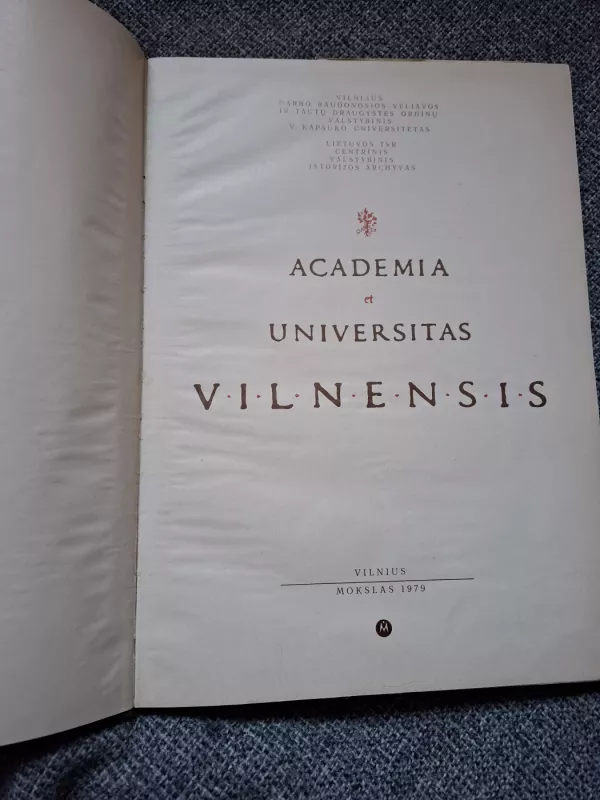 VILNIAUS
DARBO RAUDONOSIOS VĖLIAVOS
IR TAUTŲ DRAUGYSTĖS ORDINŲ
VALSTYBINIS
V. KAPSUKO UNIVERSITETAS
LIETUVOS TSR
CENTRINIS
VALSTYBINIS
ISTORIJOS ARCHYVAS
ACADEMIA
et
UNIVERSITAS
V·I·L·N·E·N·S·I·S
VILNIUS
MOKSLAS 1979
M